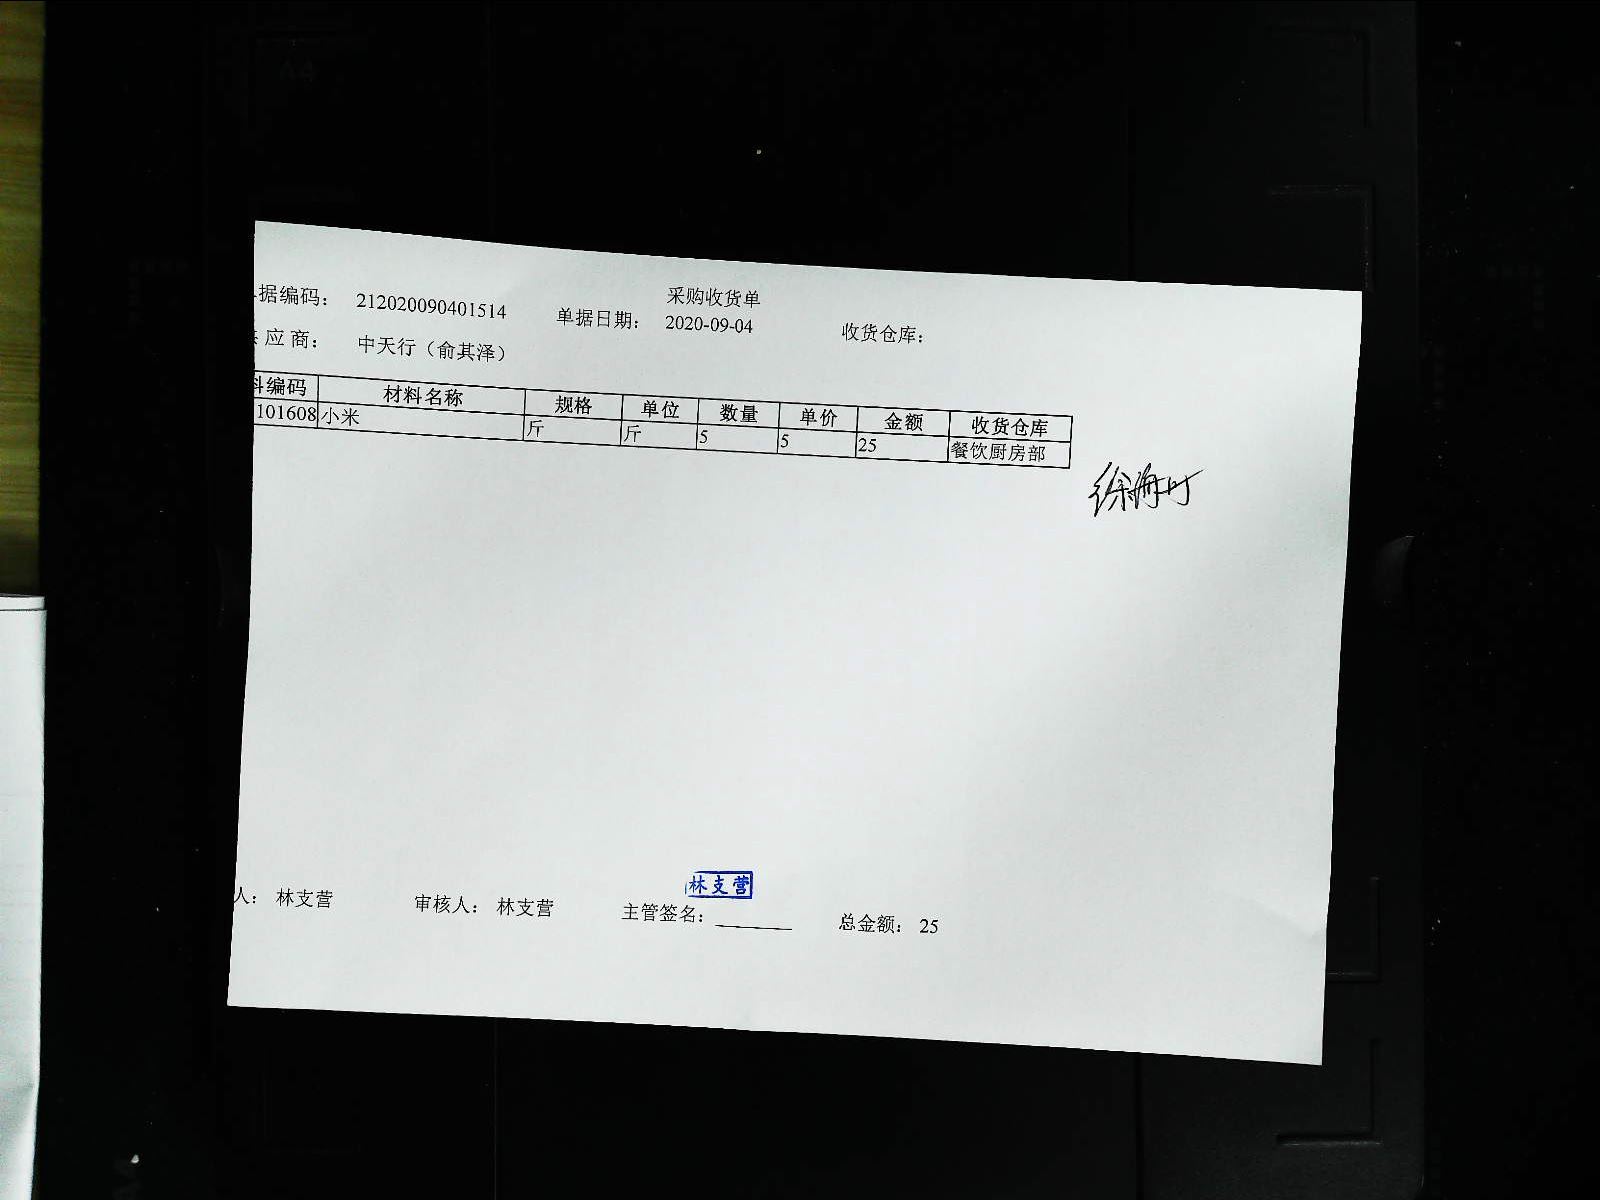 采购收货单
据编码： 212020090401514 单据日期： 2020-09-04 收货仓库：
应商： 中天行（俞其泽）
料编码 材料名称 规格 单位 数量 单价 金额 收货仓库
101608 小米 斤 斤 5 5 25 餐饮厨房部
林支营
人： 林支营 审核人： 林支营 主管签名： 总金额： 25